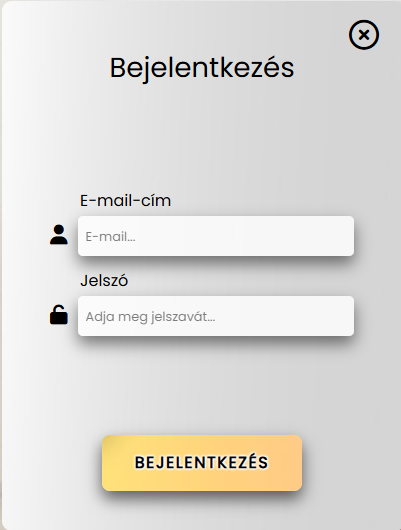 Bejelentkezés
E-mail-cím
E-mail...
Jelszó
Adja meg jelszavát...
BEJELENTKEZÉS